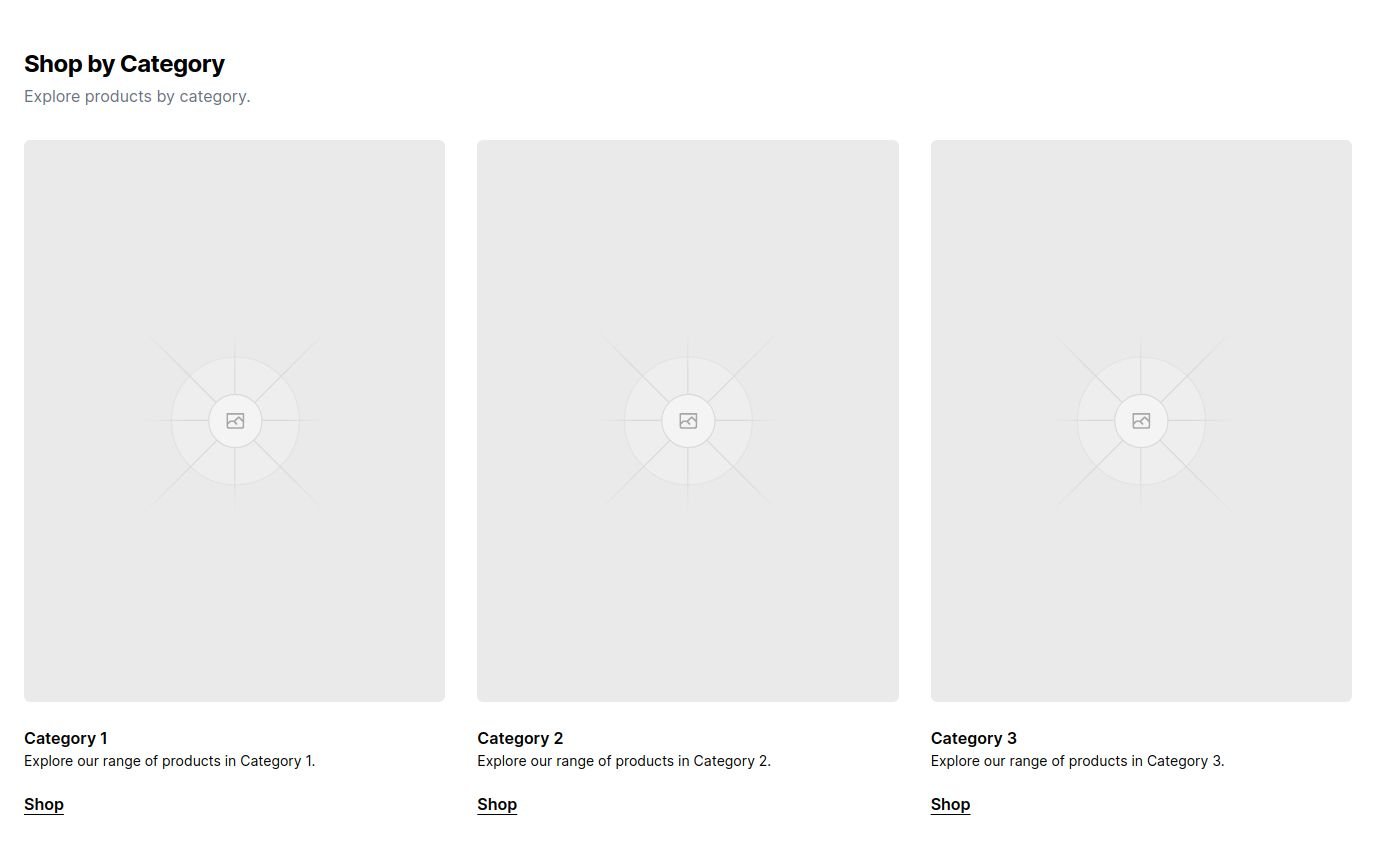 Shop by Category
Explore products by category.
Category 1
Explore our range of products in Category 1.
Shop
Category 2
Explore our range of products in Category 2.
Shop
Category 3
Explore our range of products in Category 3.
Shop